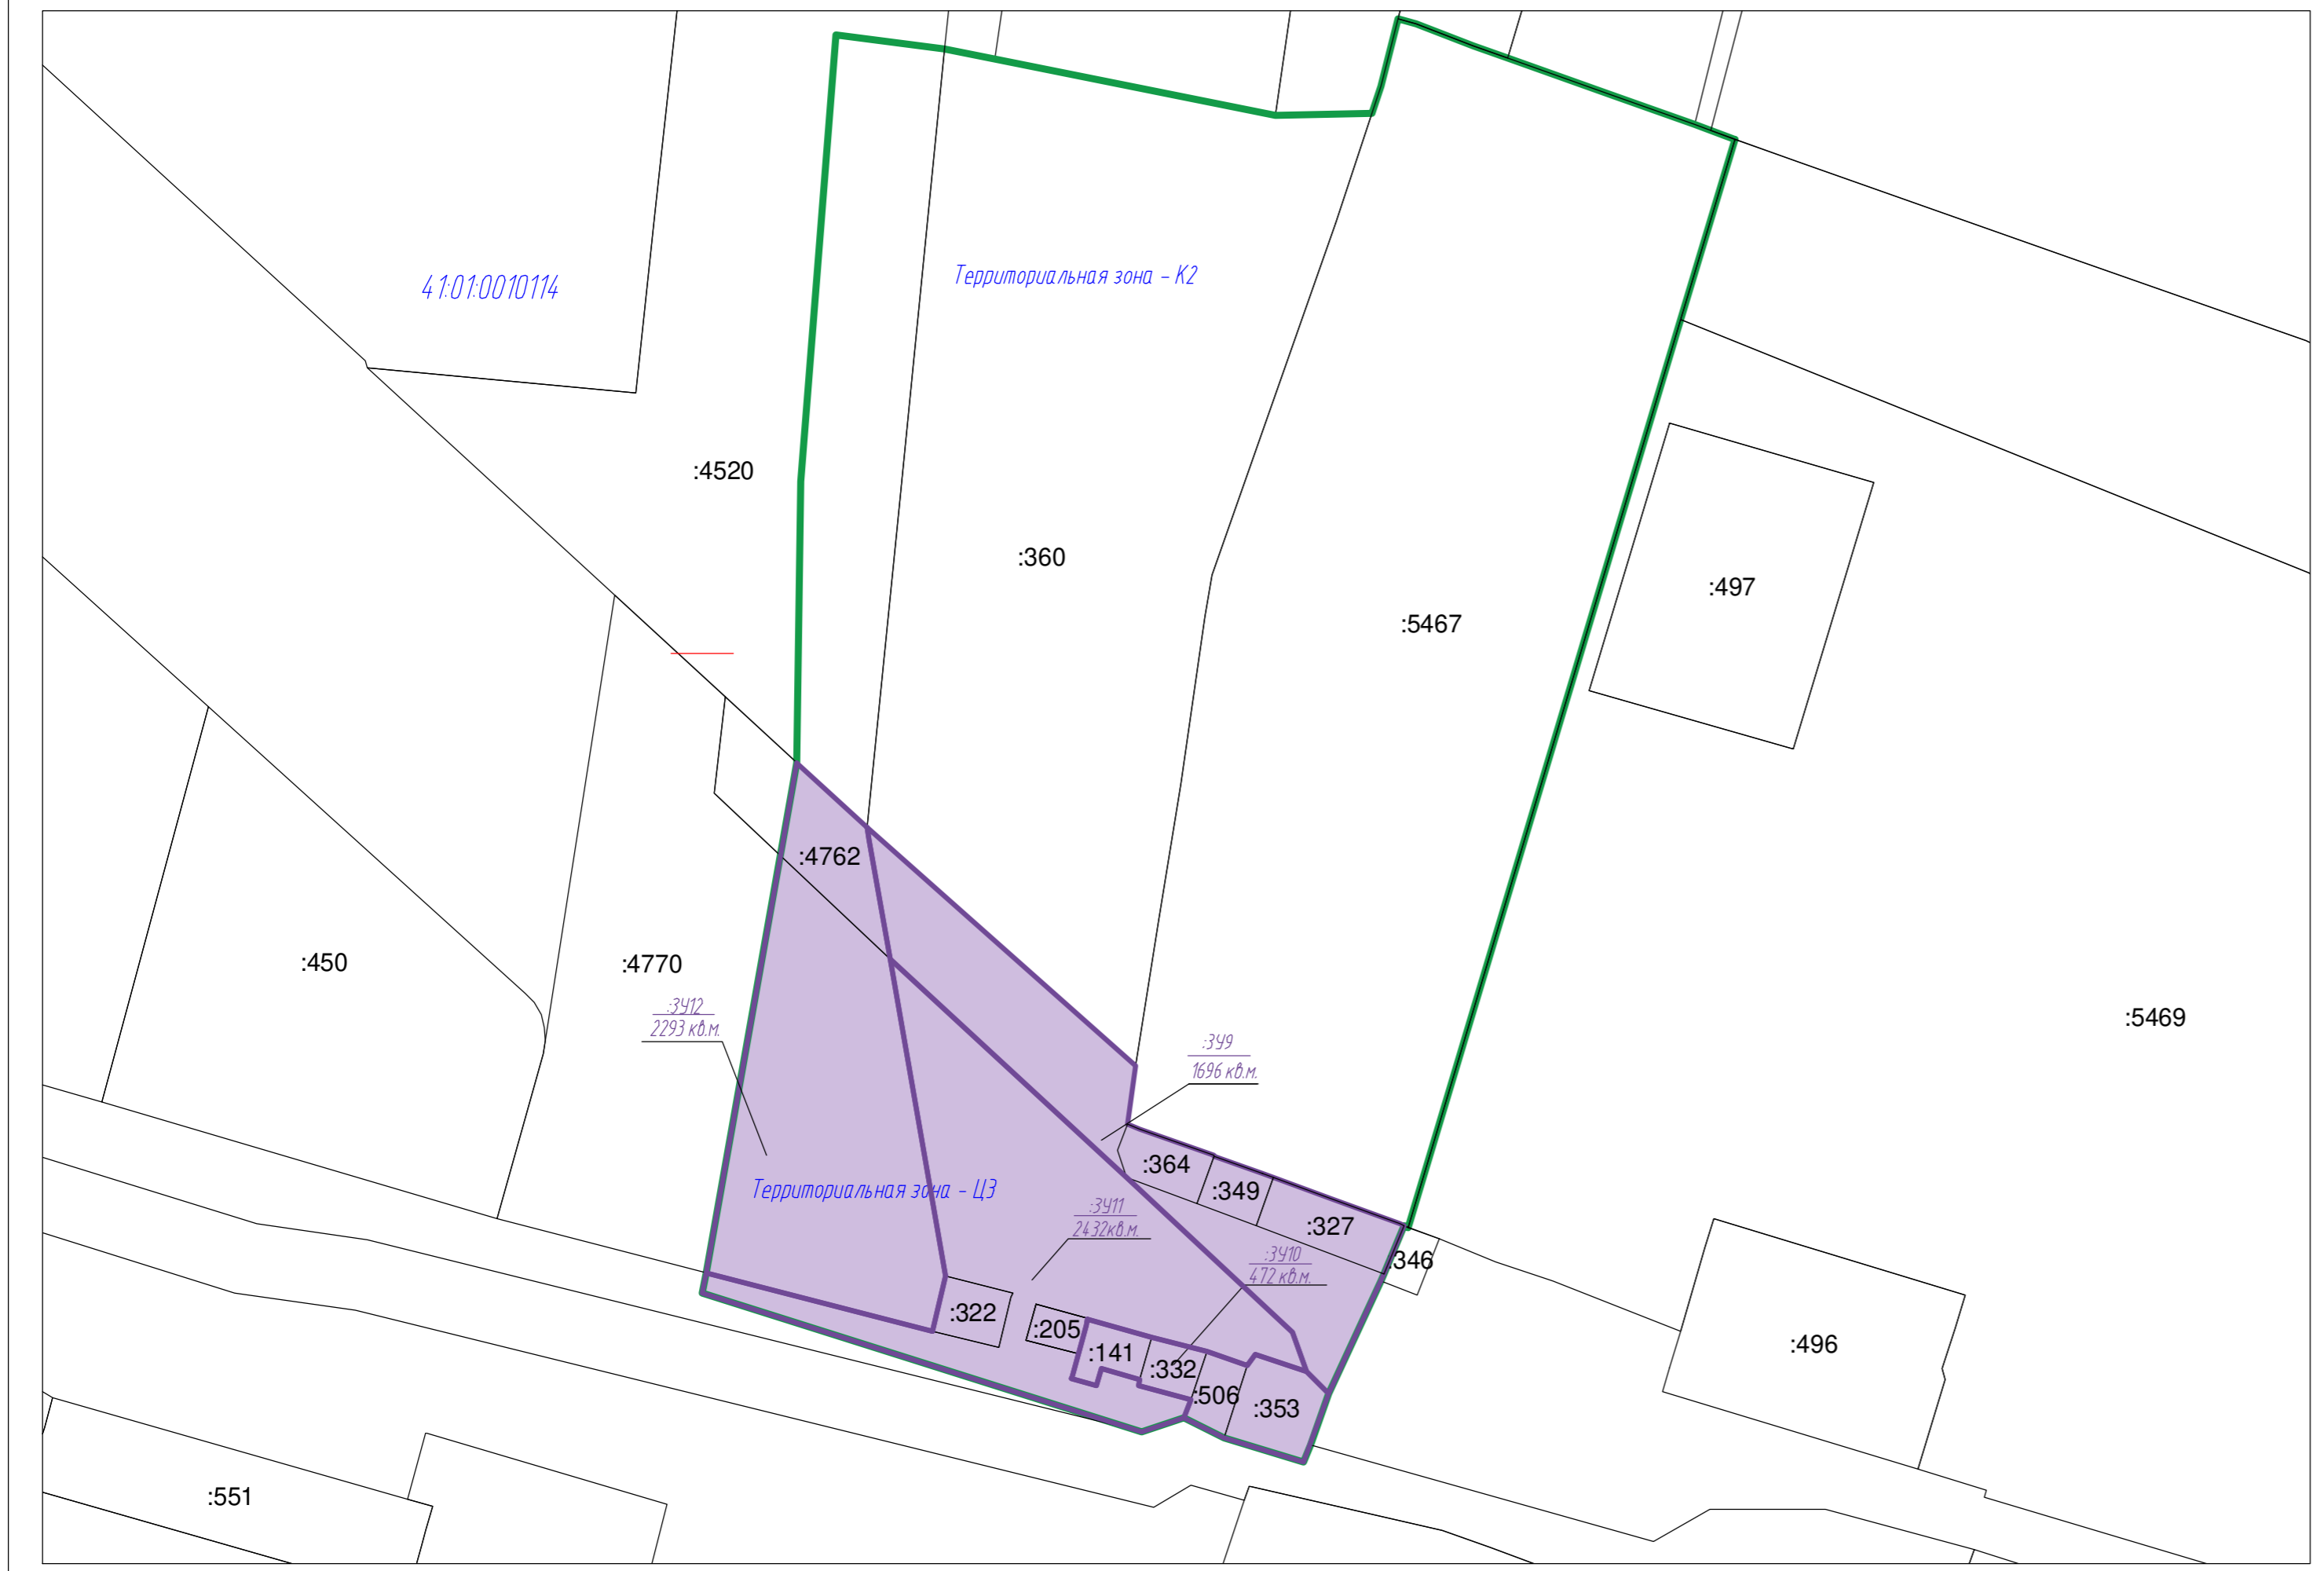 Территориальная зона – К2
41:01:0010114
:4520
:360
:497
:5467
:4762
:450
:4770
:ЗУ12
2293 кв.м.
:5469
:ЗУ9
1696 кв.м.
:364
:349
Территориальная зона – ЦЗ
:ЗУ11
2432кв.м.
:327
:ЗУ10
472 кв.м.
:346
:322
:205
:141
:332
:506
:353
:496
:551